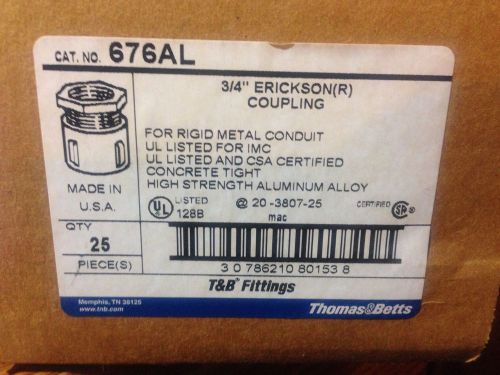 CAT. NO. 676AL
3/4" ERICKSON(R)
COUPLING
FOR RIGID METAL CONDUIT
UL LISTED FOR IMC
UL LISTED AND CSA CERTIFIED
CONCRETE TIGHT
HIGH STRENGTH ALUMINUM ALLOY
MADE IN
U.S.A.
UL LISTED
128B
@ 20-3807-25
mac
CERTIFIED SA
QTY
25
PIECE(S)
3 0 786210 80153 8
T&B® Fittings
Memphis, TN 38125
www.tnb.com
Thomas&Betts